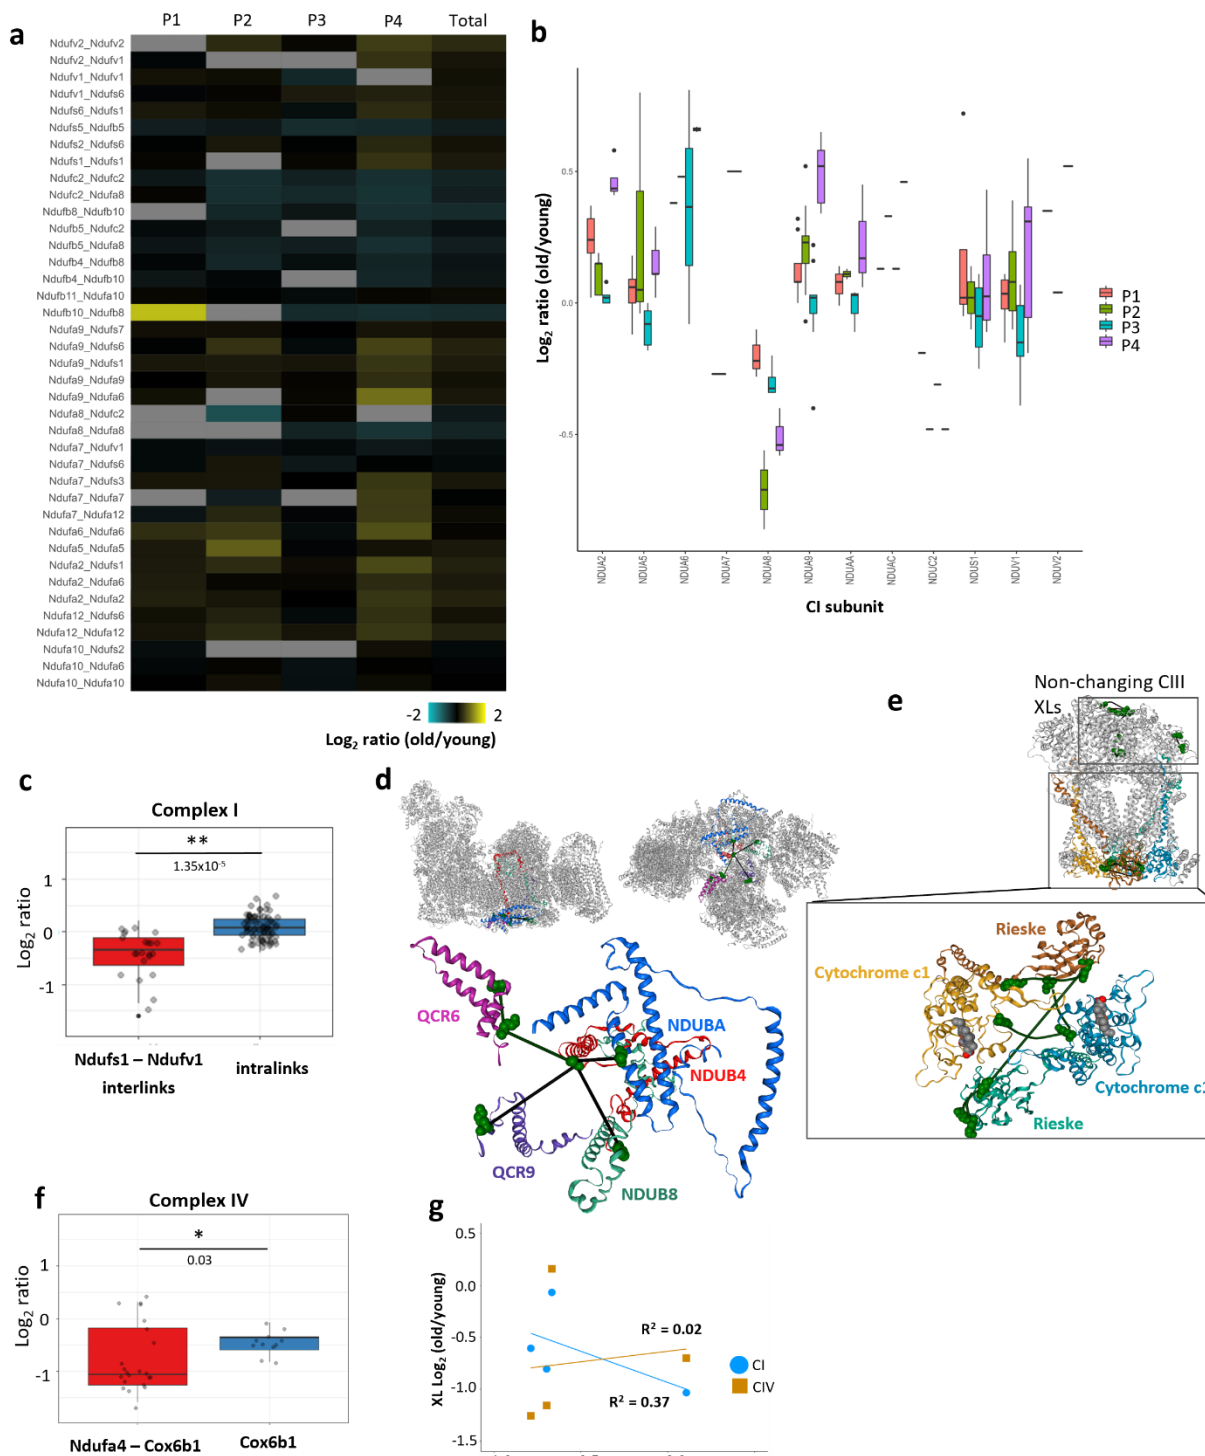 a
P1 P2 P3 P4 Total
Ndufv2_Ndufv2
Ndufv2_Ndufv1
Ndufv1_Ndufv1
Ndufv1_Ndufs6
Ndufs6_Ndufs1
Ndufs5_Ndufb5
Ndufs2_Ndufs6
Ndufs1_Ndufs1
Ndufc2_Ndufc2
Ndufc2_Ndufa8
Ndufb8_Ndufb10
Ndufb5_Ndufc2
Ndufb5_Ndufa8
Ndufb4_Ndufb8
Ndufb4_Ndufb10
Ndufb11_Ndufa10
Ndufb10_Ndufb8
Ndufa9_Ndufs7
Ndufa9_Ndufs6
Ndufa9_Ndufs1
Ndufa9_Ndufa9
Ndufa9_Ndufa6
Ndufa8_Ndufc2
Ndufa8_Ndufa8
Ndufa7_Ndufv1
Ndufa7_Ndufs6
Ndufa7_Ndufs3
Ndufa7_Ndufa7
Ndufa7_Ndufa12
Ndufa6_Ndufa6
Ndufa5_Ndufa5
Ndufa2_Ndufs1
Ndufa2_Ndufa6
Ndufa2_Ndufa2
Ndufa12_Ndufs6
Ndufa12_Ndufa12
Ndufa10_Ndufs2
Ndufa10_Ndufa6
Ndufa10_Ndufa10
-2 2
Log2 ratio (old/young)
b
Log2 ratio (old/young)
0.5
0.0
-0.5
NDUA2 NDUA5 NDUA6 NDUA7 NDUA8 NDUA9 NDUAA NDUAC NDUC2 NDUS1 NDUV1 NDUV2
CI subunit
P1
P2
P3
P4
c
Complex I
**
1.35x10-5
Log2 ratio
1
0
-1
Ndufs1 – Ndufv1
interlinks
intralinks
d
QCR6
NDUBA
NDUB4
QCR9
NDUB8
e
Non-changing CIII
XLs
Rieske
Cytochrome c1
Cytochrome c1
Rieske
f
Complex IV
*
0.03
Log2 ratio
1
0
-1
Ndufa4 – Cox6b1
Cox6b1
g
XL Log2 (old/young)
0.5
0.0
-0.5
-1.0
-1.5
R2 = 0.02
R2 = 0.37
CI
CIV